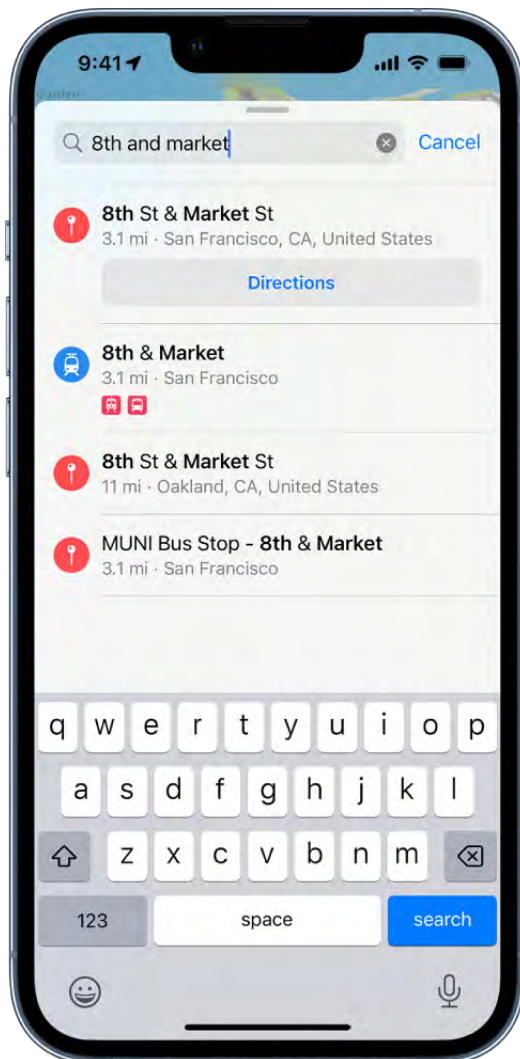 9:41
8th and market
Cancel
8th St & Market St
3.1 mi · San Francisco, CA, United States
Directions
8th & Market
3.1 mi · San Francisco
8th St & Market St
11 mi · Oakland, CA, United States
MUNI Bus Stop - 8th & Market
3.1 mi · San Francisco
q w e r t y u i o p
a s d f g h j k l
z x c v b n m
123 space search